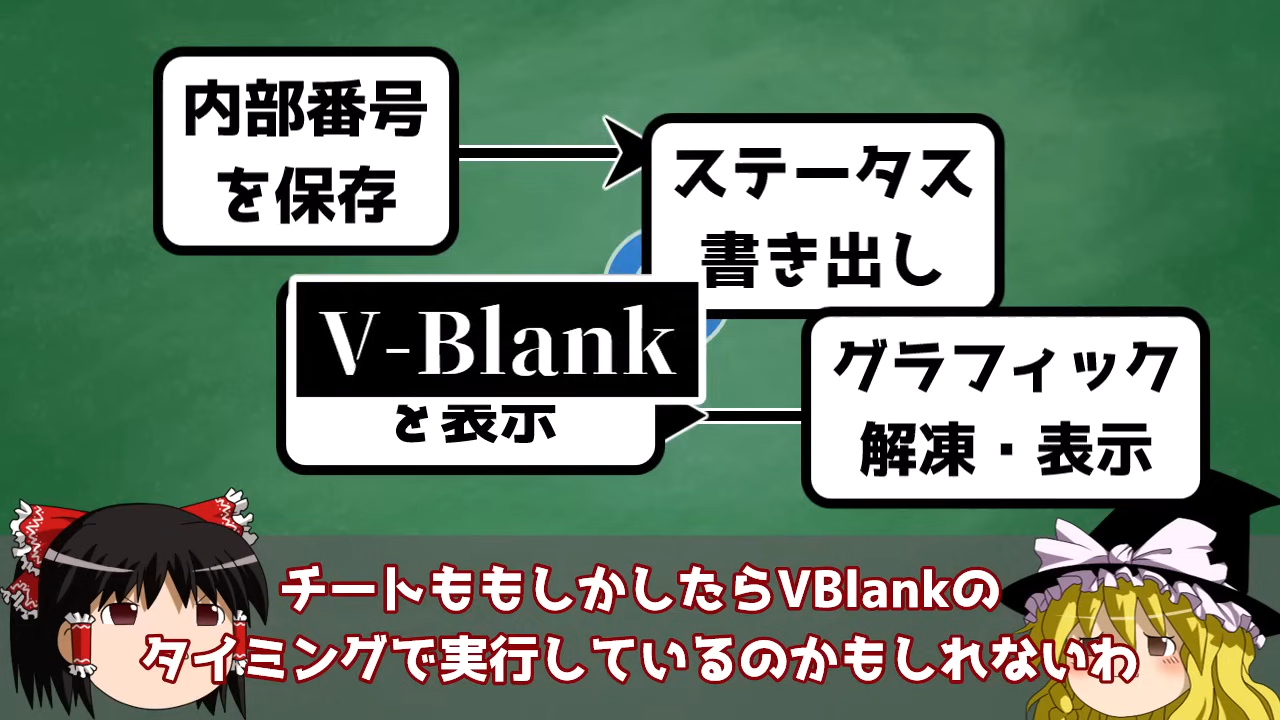 内部番号
を保存
ステータス
書き出し
V-Blank
を表示
グラフィック
解凍・表示
チートももしかしたらVBlankの
タイミングで実行しているのかもしれないわ